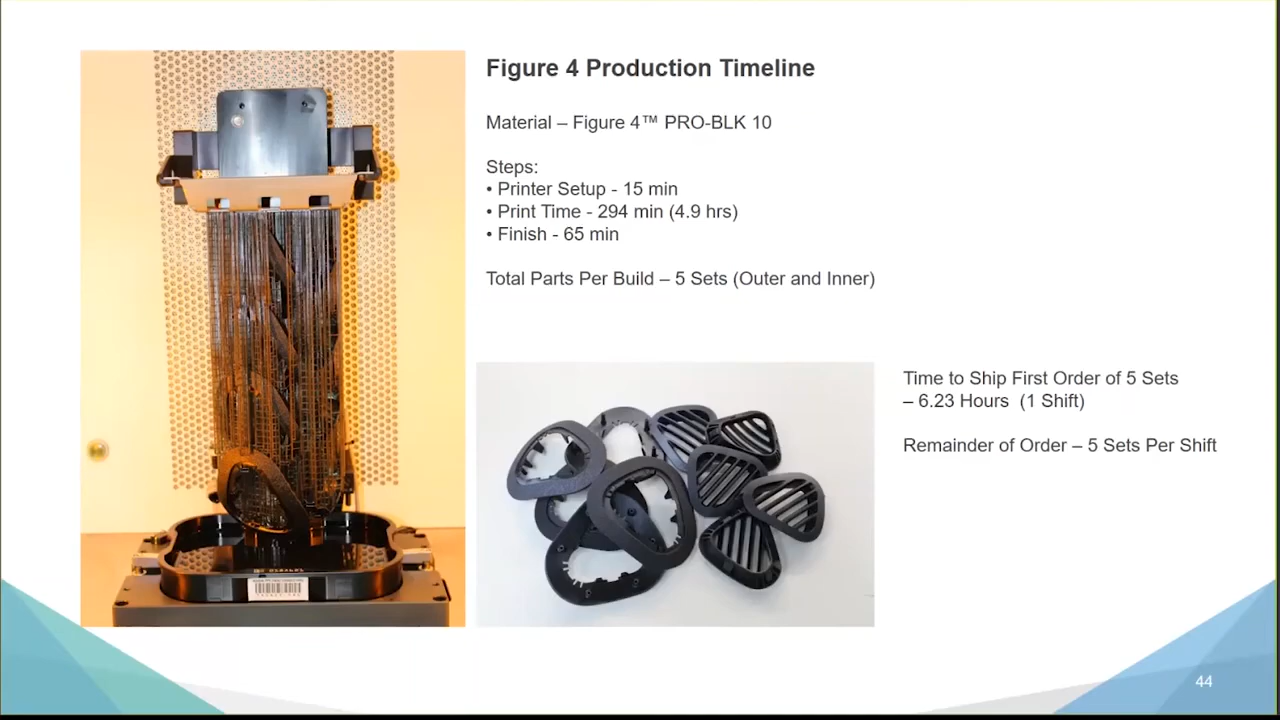 Figure 4 Production Timeline
Material – Figure 4™ PRO-BLK 10
Steps:
• Printer Setup - 15 min
• Print Time - 294 min (4.9 hrs)
• Finish - 65 min
Total Parts Per Build – 5 Sets (Outer and Inner)
Time to Ship First Order of 5 Sets
– 6.23 Hours  (1 Shift)
Remainder of Order – 5 Sets Per Shift
44